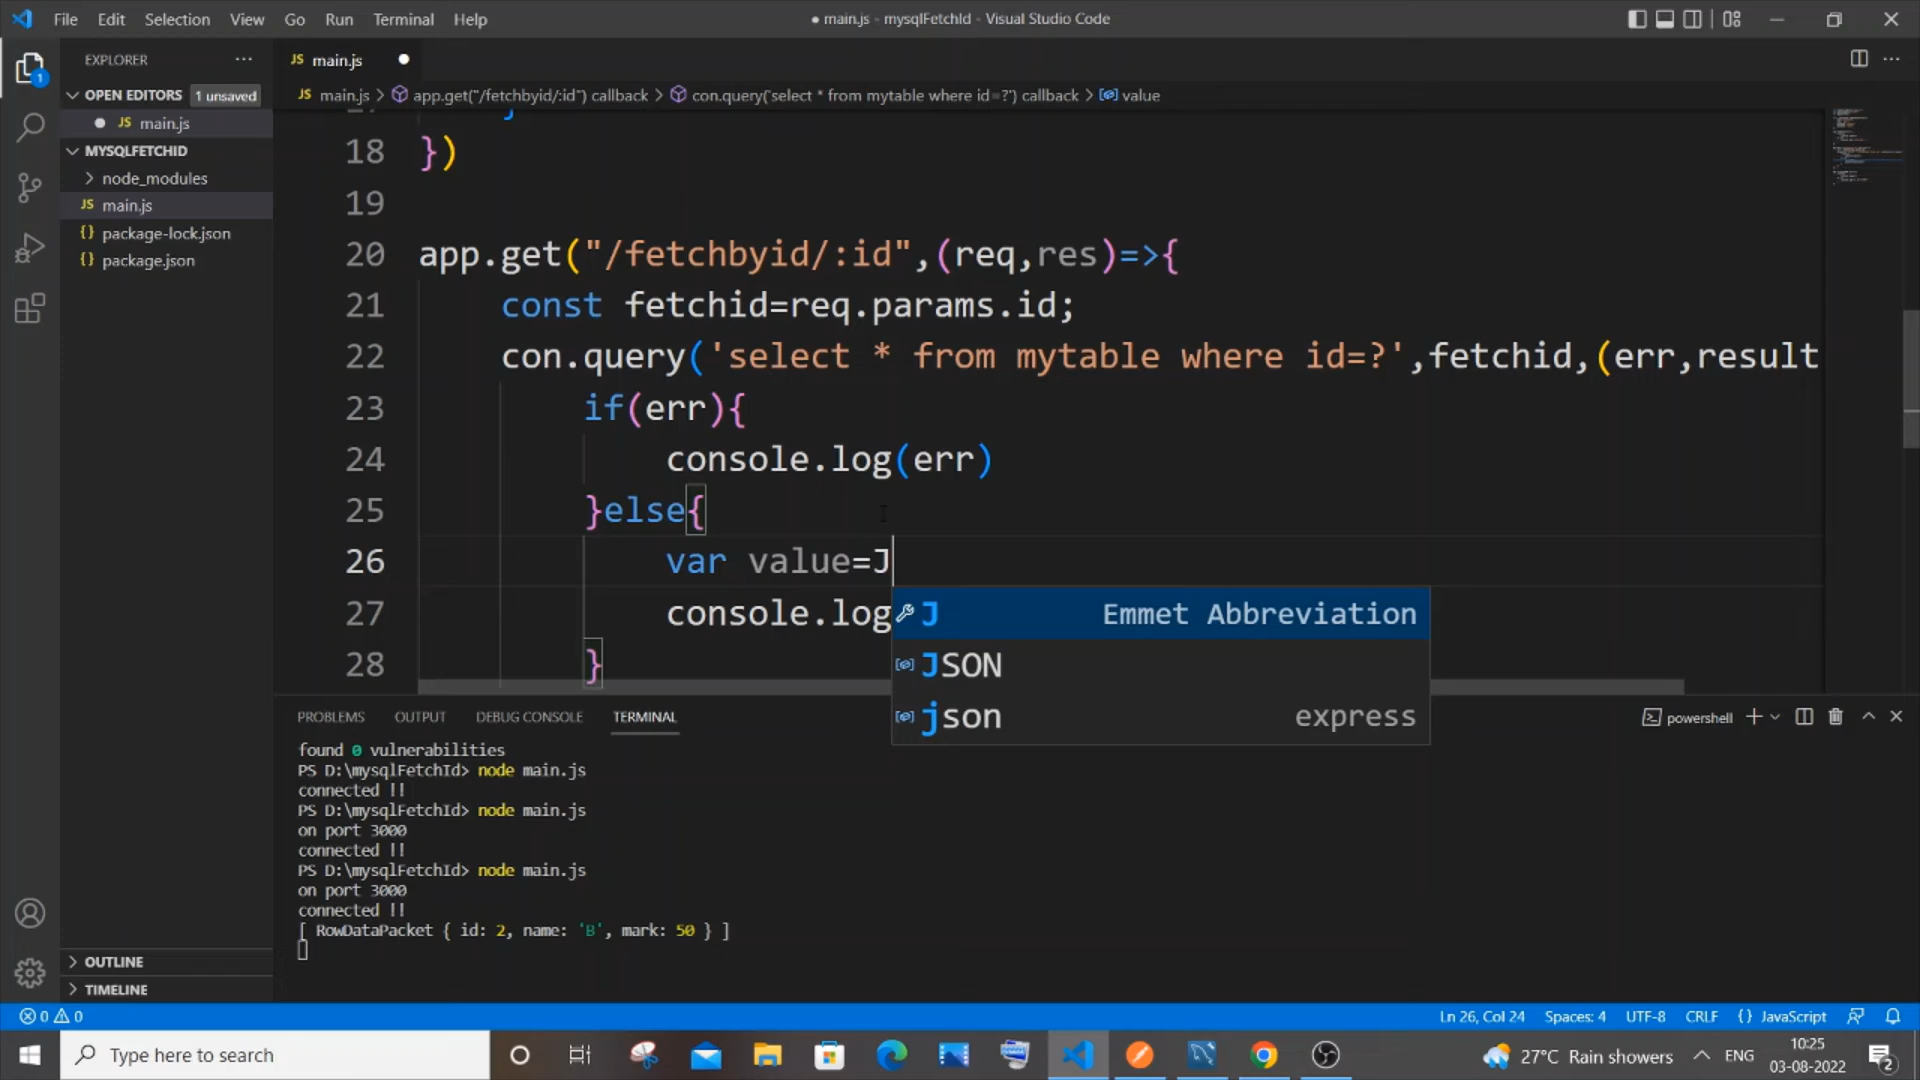 File Edit Selection View Go Run Terminal Help
● main.js - mysqlFetchId - Visual Studio Code
EXPLORER
JS main.js
OPEN EDITORS 1 unsaved
JS main.js > app.get("/fetchbyid/:id") callback > con.query('select * from mytable where id=?') callback > value
JS main.js
MYSQLFETCHID
node_modules
JS main.js
{} package-lock.json
{} package.json
18 })
19
20 app.get("/fetchbyid/:id",(req,res)=>{
21 const fetchid=req.params.id;
22 con.query('select * from mytable where id=?',fetchid,(err,result
23 if(err){
24 console.log(err)
25 }else{
26 var value=J
27 console.log
28 }
J Emmet Abbreviation
JSON
json express
PROBLEMS OUTPUT DEBUG CONSOLE TERMINAL
powershell
found 0 vulnerabilities
PS D:\mysqlFetchId> node main.js
connected !!
PS D:\mysqlFetchId> node main.js
on port 3000
connected !!
PS D:\mysqlFetchId> node main.js
on port 3000
connected !!
[ RowDataPacket { id: 2, name: 'B', mark: 50 } ]
OUTLINE
TIMELINE
0 0
Ln 26, Col 24 Spaces: 4 UTF-8 CRLF {} JavaScript
Type here to search
27°C Rain showers ENG
10:25
03-08-2022
2
1